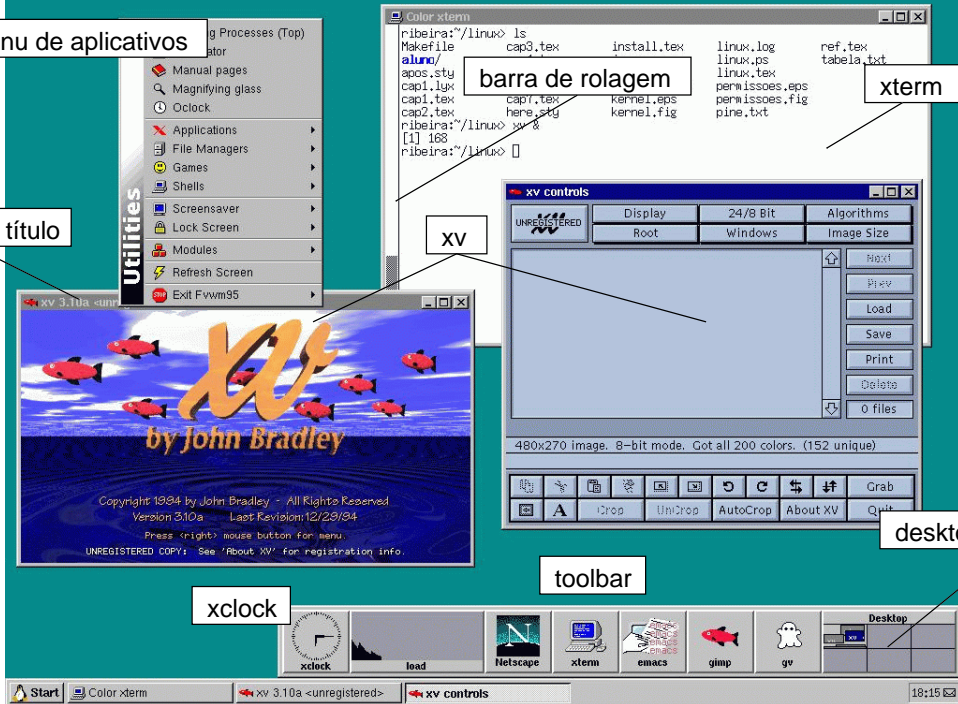 nu de aplicativos
Processes (Top)
Manual pages
Magnifying glass
Oclock
Applications
File Managers
Games
Shells
Screensaver
Lock Screen
Modules
Refresh Screen
Exit Fvwm95
Utilities
Color xterm
ribeira:~/linux> ls
Makefile cap3.tex install.tex linux.log ref.tex
aluno/ linux.ps tabela.txt
apos.sty linux.tex
cap1.lyx permissoes.eps
cap1.tex cap7.tex kernel.eps permissoes.fig
cap2.tex here.sty kernel.fig pine.txt
ribeira:~/linux> xv &
[1] 168
ribeira:~/linux>
barra de rolagem
xterm
título
xv
xv controls
UNREGISTERED
Display 24/8 Bit Algorithms
Root Windows Image Size
Next
Prev
Load
Save
Print
Delete
0 files
480x270 image. 8-bit mode. Got all 200 colors. (152 unique)
Grab
A Crop UnCrop AutoCrop About XV Quit
xv 3.10a
xv
by John Bradley
Copyright 1994 by John Bradley - All Rights Reserved
Version 3.10a Last Revision: 12/29/94
Press <right> mouse button for menu.
UNREGISTERED COPY: See 'About XV' for registration info.
toolbar
xclock
xclock load Netscape xterm emacs gimp gv Desktop
N
emacs
emacs
emacs
emacs
xv
Start Color xterm xv 3.10a <unregistered> xv controls 18:15